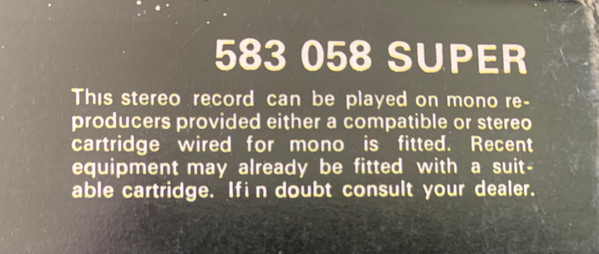 583 058 SUPER
This stereo record can be played on mono re-
producers provided either a compatible or stereo
cartridge wired for mono is fitted. Recent
equipment may already be fitted with a suit-
able cartridge. Ifi n doubt consult your dealer.